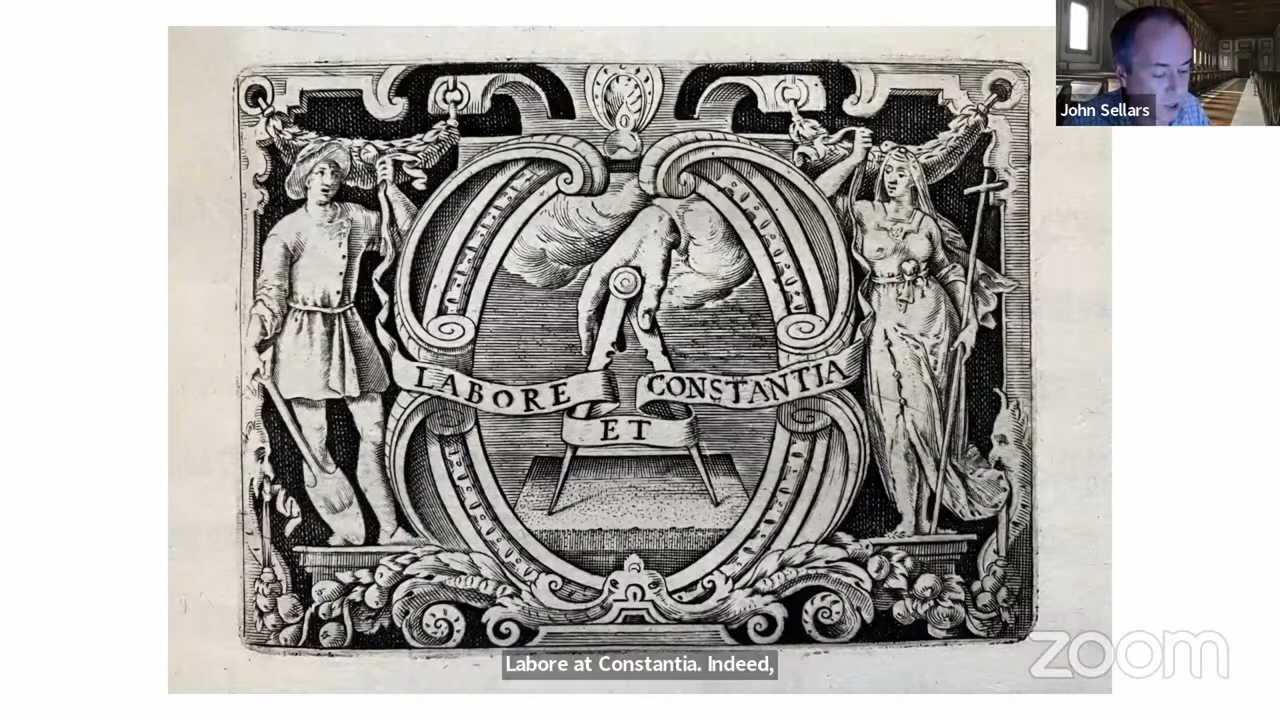 John Sellars
LABORE
CONSTANTIA
ET
Labore at Constantia. Indeed,
zoom